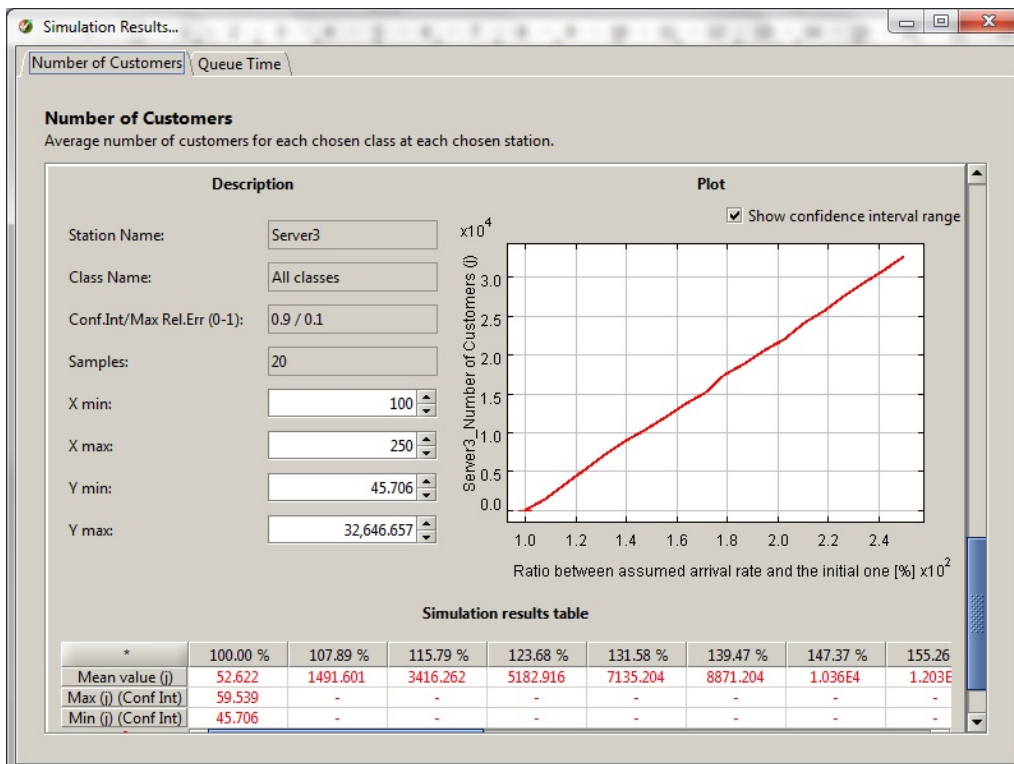 Simulation Results...
Number of Customers Queue Time
Number of Customers
Average number of customers for each chosen class at each chosen station.
Description
Station Name: Server3
Class Name: All classes
Conf.Int/Max Rel.Err (0-1): 0.9 / 0.1
Samples: 20
X min: 100
X max: 250
Y min: 45.706
Y max: 32,646.657
Plot
Show confidence interval range
x10^4
Server3_Number of Customers (j)
3.0
2.5
2.0
1.5
1.0
0.5
0.0
1.0 1.2 1.4 1.6 1.8 2.0 2.2 2.4
Ratio between assumed arrival rate and the initial one [%] x10^2
Simulation results table
* 100.00 % 107.89 % 115.79 % 123.68 % 131.58 % 139.47 % 147.37 % 155.26
Mean value (j) 52.622 1491.601 3416.262 5182.916 7135.204 8871.204 1.036E4 1.203E
Max (j) (Conf Int) 59.539 - - - - - - -
Min (j) (Conf Int) 45.706 - - - - - - -